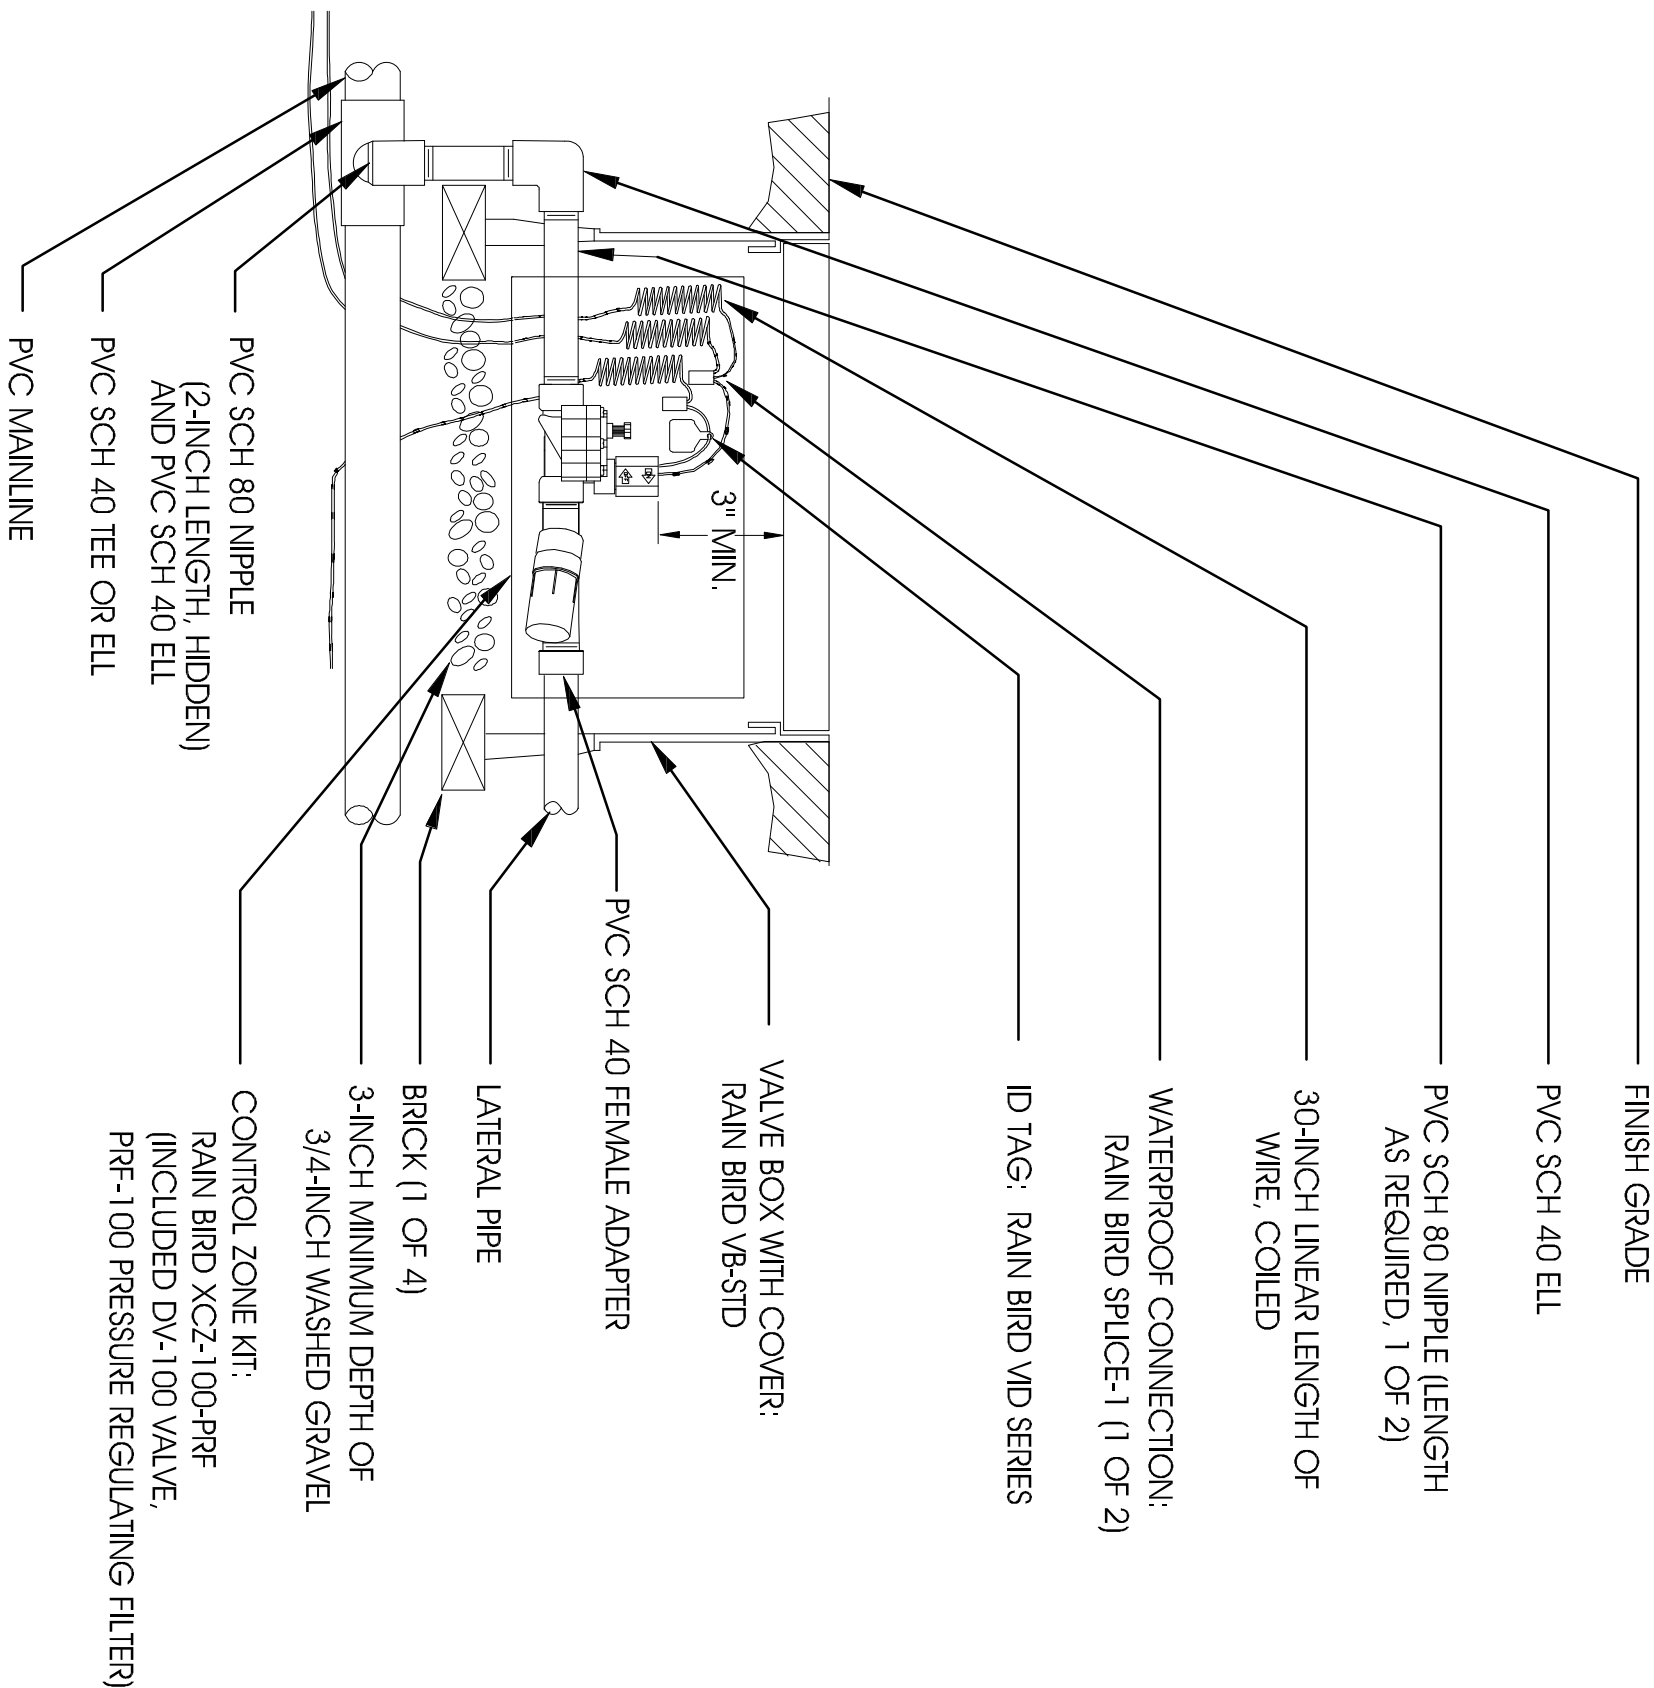 FINISH GRADE
PVC SCH 40 ELL
PVC SCH 80 NIPPLE (LENGTH
AS REQUIRED, 1 OF 2)
30-INCH LINEAR LENGTH OF
WIRE, COILED
WATERPROOF CONNECTION:
RAIN BIRD SPLICE-1 (1 OF 2)
ID TAG: RAIN BIRD VID SERIES
VALVE BOX WITH COVER:
RAIN BIRD VB-STD
3" MIN.
PVC SCH 40 FEMALE ADAPTER
LATERAL PIPE
BRICK (1 OF 4)
3-INCH MINIMUM DEPTH OF
3/4-INCH WASHED GRAVEL
CONTROL ZONE KIT:
RAIN BIRD XCZ-100-PRF
(INCLUDED DV-100 VALVE,
PRF-100 PRESSURE REGULATING FILTER)
PVC SCH 80 NIPPLE
(2-INCH LENGTH, HIDDEN)
AND PVC SCH 40 ELL
PVC SCH 40 TEE OR ELL
PVC MAINLINE